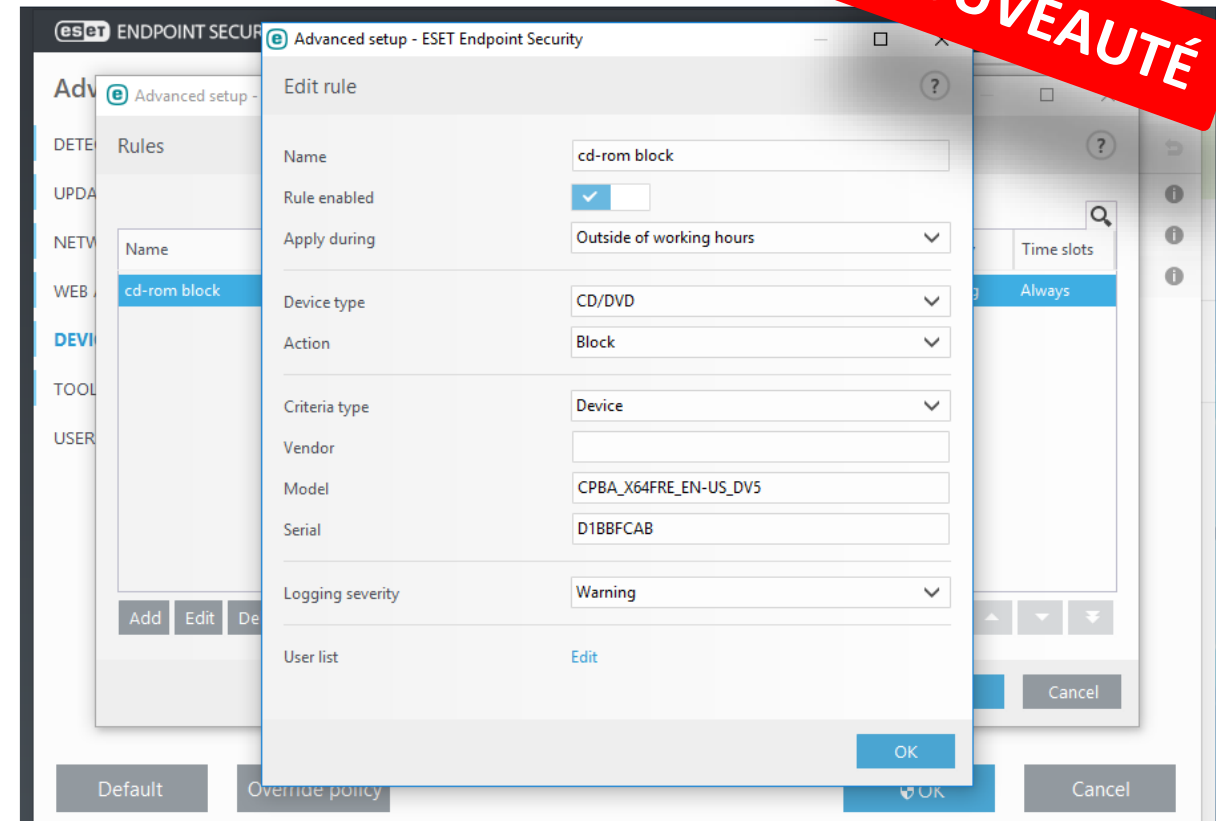 eset ENDPOINT SECUR
Advanced setup - ESET Endpoint Security
NOUVEAUTÉ
Adv
Advanced setup -
Edit rule
?
DETE
Rules
?
Name cd-rom block
UPDA
Rule enabled
NETW
Name
Apply during Outside of working hours
Time slots
WEB
cd-rom block
Device type CD/DVD
Always
DEVI
Action Block
TOOL
Criteria type Device
USER
Vendor
Model CPBA_X64FRE_EN-US_DV5
Serial D1BBFCAB
Logging severity Warning
Add Edit De
User list Edit
Cancel
OK
Default Override policy OK Cancel